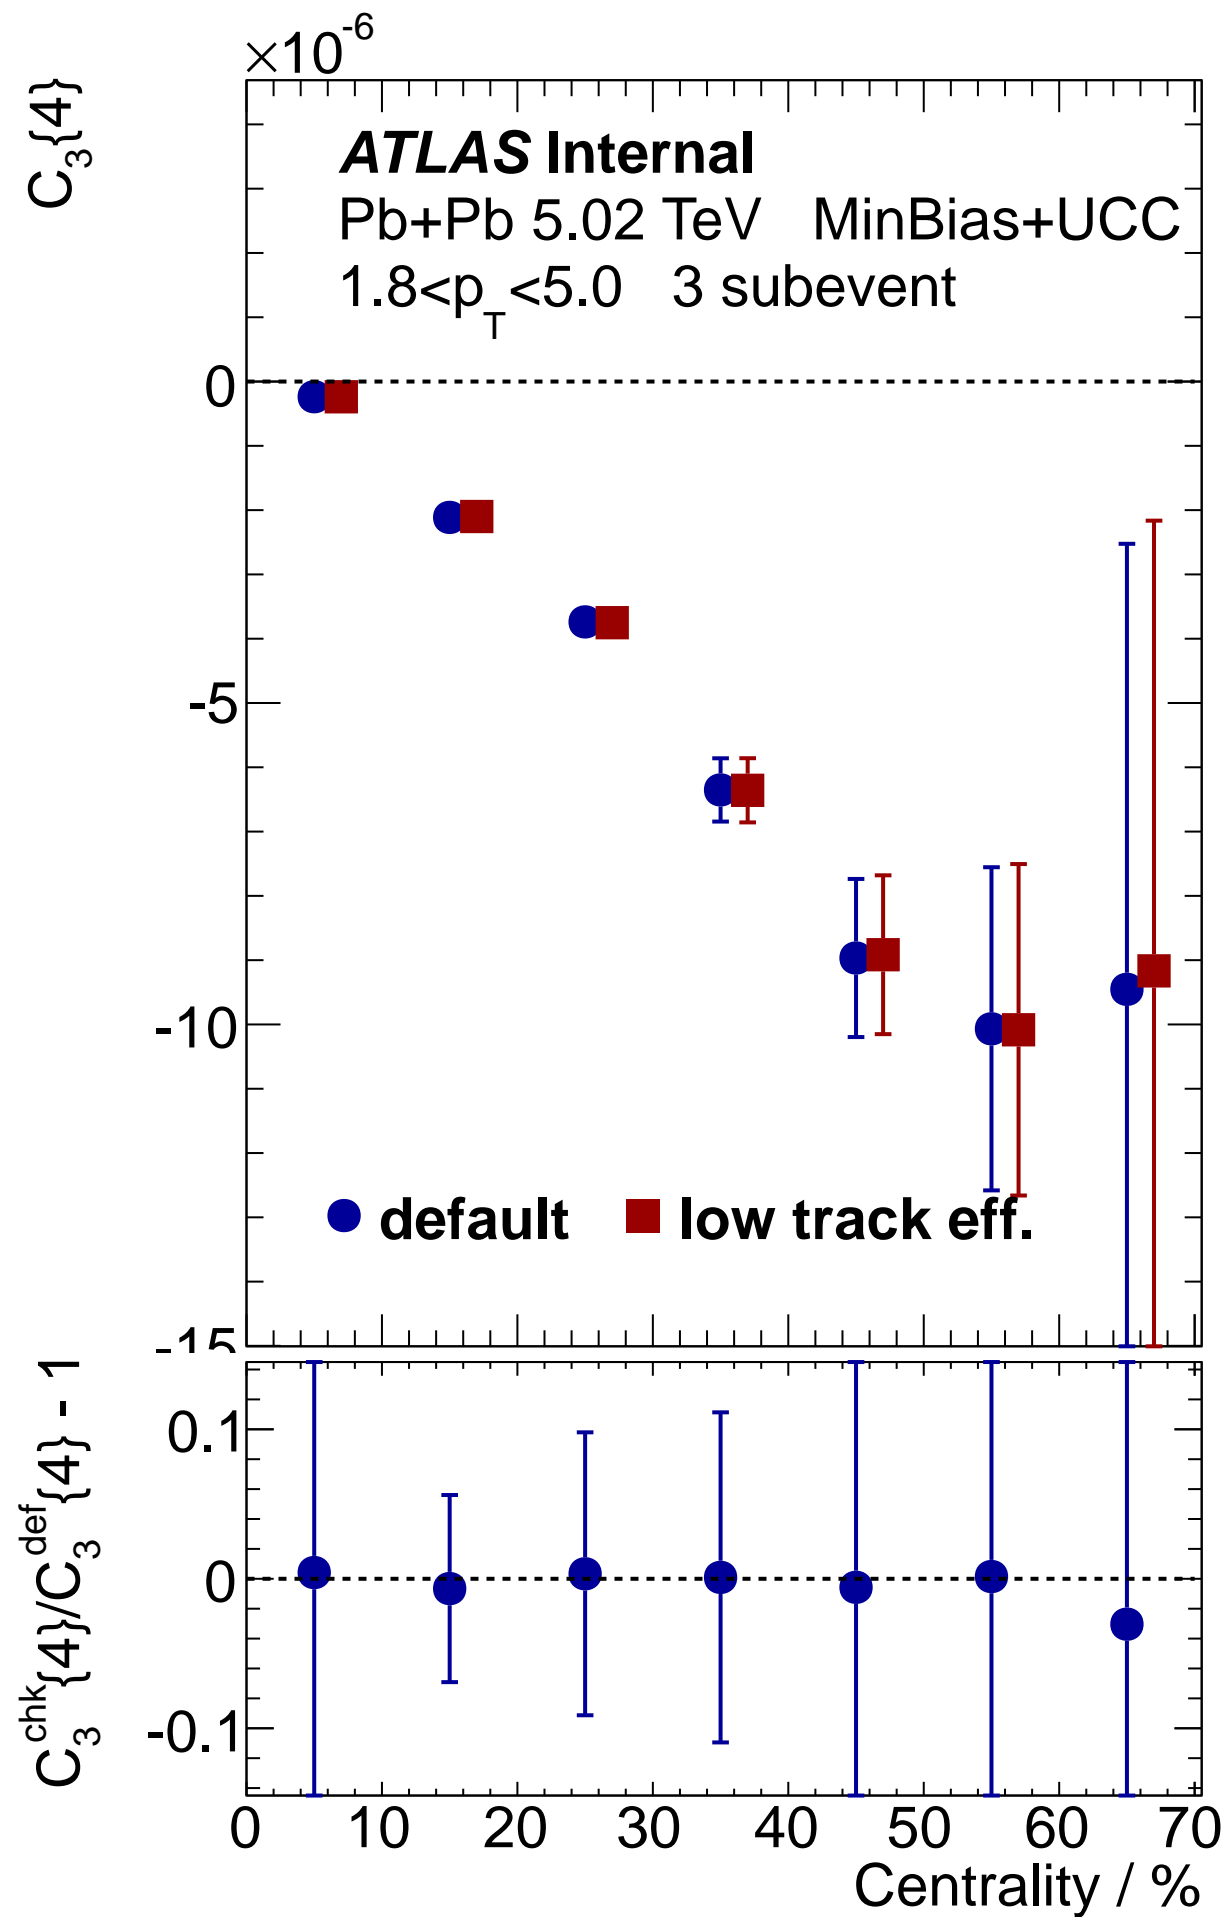 ×10-6
C3{4}
ATLAS Internal
Pb+Pb 5.02 TeV MinBias+UCC
1.8<pT<5.0 3 subevent
0
-5
-10
default low track eff.
-15
C3chk{4}/C3def{4} - 1
0.1
0
-0.1
0 10 20 30 40 50 60 70
Centrality / %